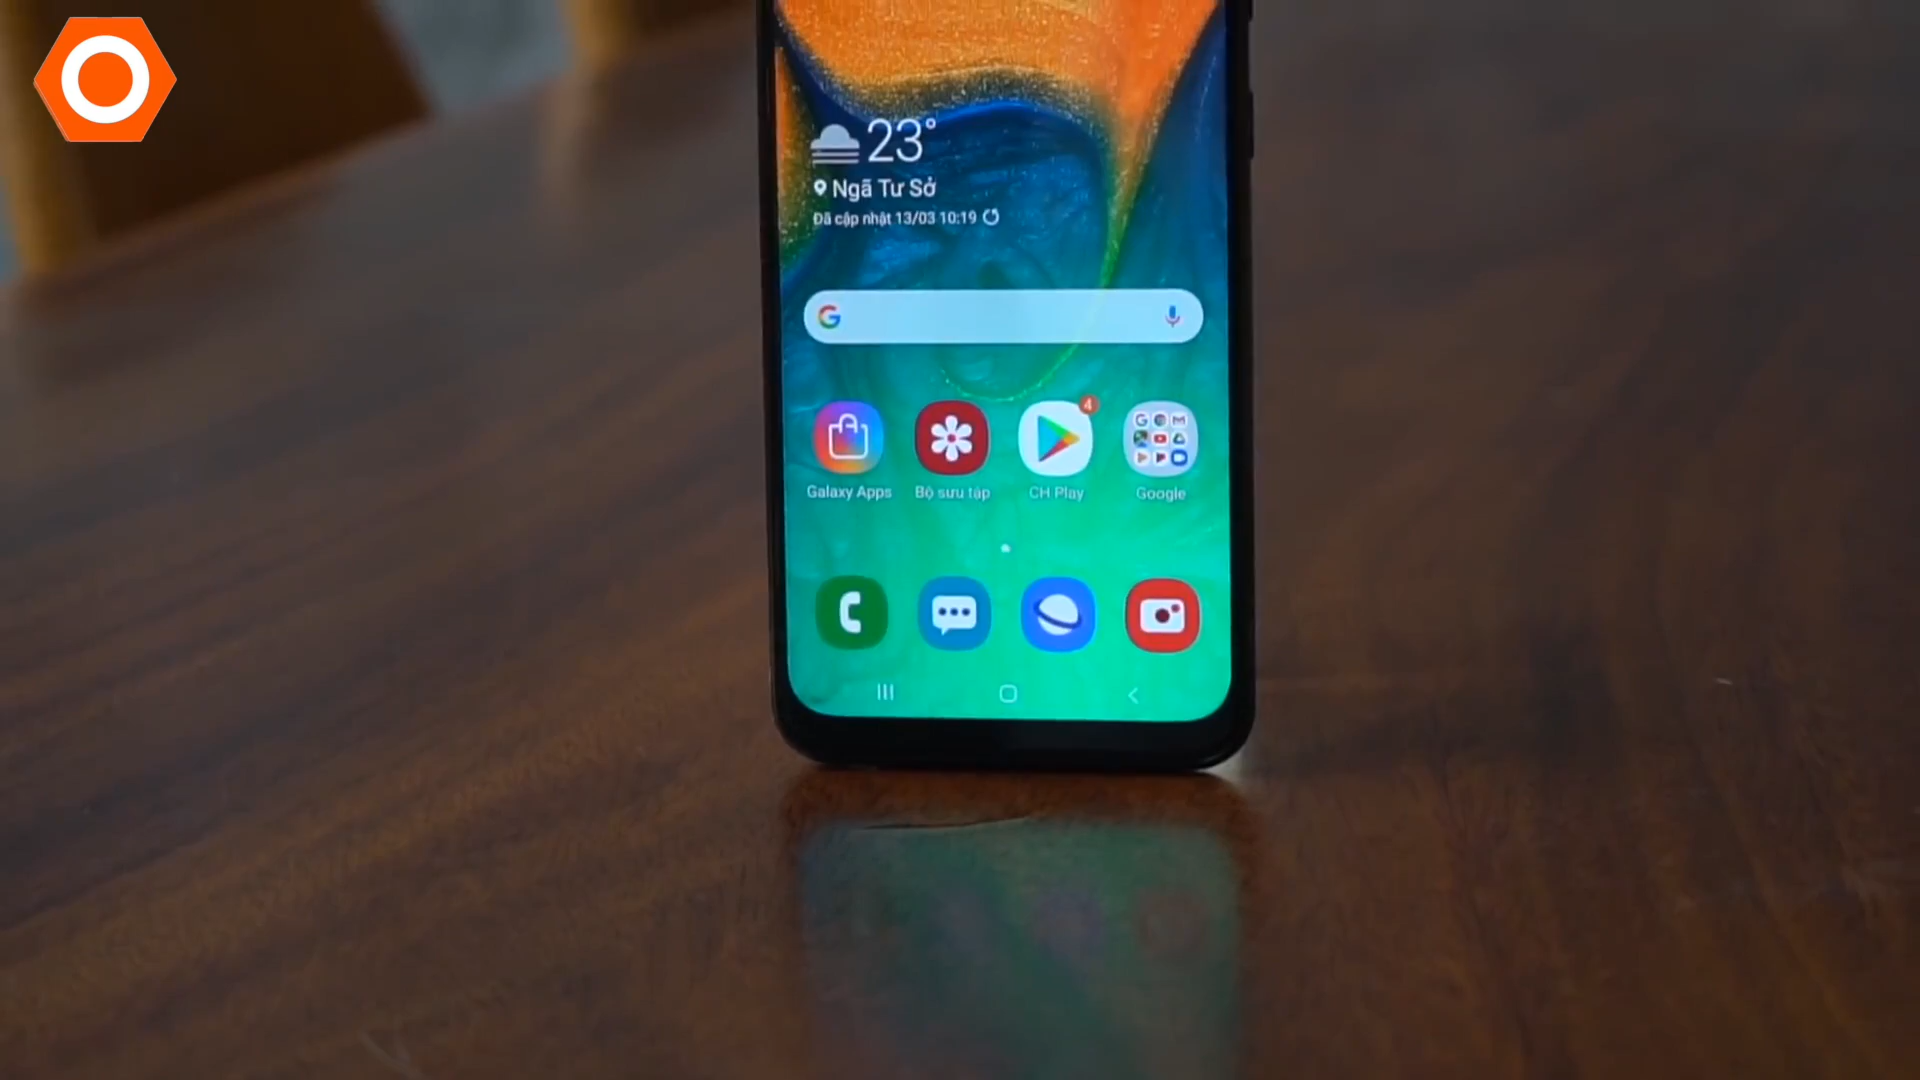 23°
Ngã Tư Sở
Đã cập nhật 13/03 10:19
G
4
Galaxy Apps
Bộ sưu tập
CH Play
Google